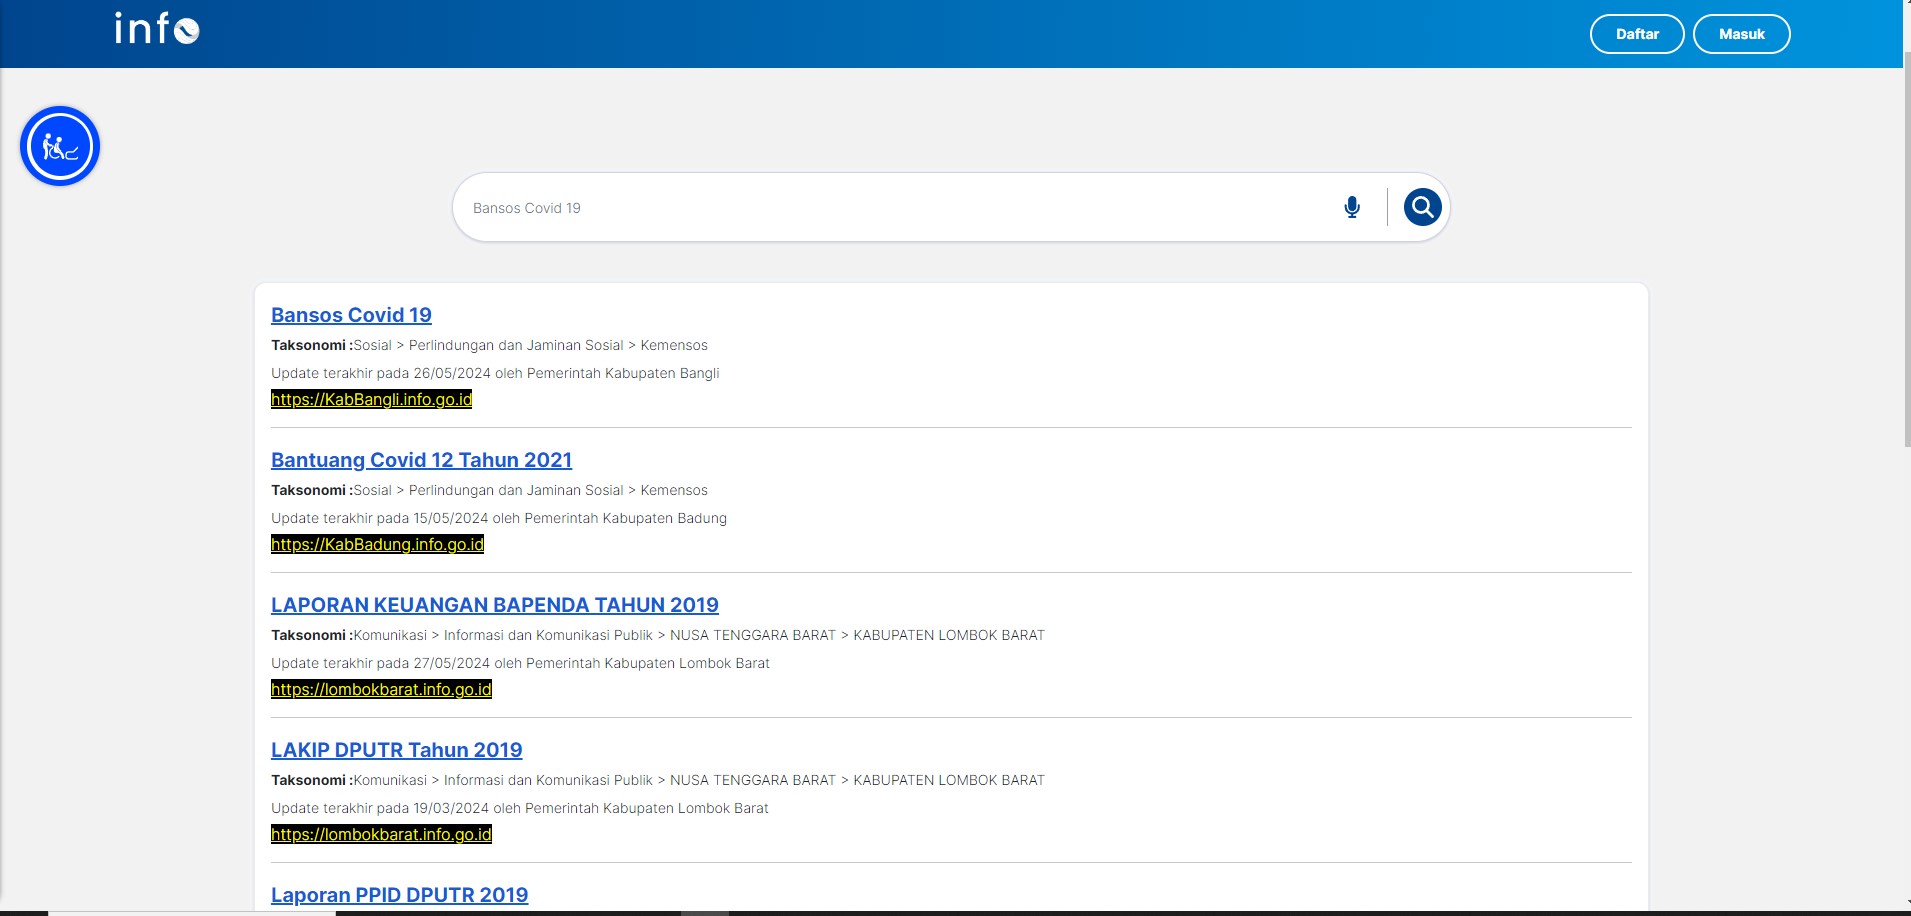 info
Daftar
Masuk
Bansos Covid 19
Bansos Covid 19
Taksonomi :Sosial > Perlindungan dan Jaminan Sosial > Kemensos
Update terakhir pada 26/05/2024 oleh Pemerintah Kabupaten Bangli
https://KabBangli.info.go.id
Bantuang Covid 12 Tahun 2021
Taksonomi :Sosial > Perlindungan dan Jaminan Sosial > Kemensos
Update terakhir pada 15/05/2024 oleh Pemerintah Kabupaten Badung
https://KabBadung.info.go.id
LAPORAN KEUANGAN BAPENDA TAHUN 2019
Taksonomi :Komunikasi > Informasi dan Komunikasi Publik > NUSA TENGGARA BARAT > KABUPATEN LOMBOK BARAT
Update terakhir pada 27/05/2024 oleh Pemerintah Kabupaten Lombok Barat
https://lombokbarat.info.go.id
LAKIP DPUTR Tahun 2019
Taksonomi :Komunikasi > Informasi dan Komunikasi Publik > NUSA TENGGARA BARAT > KABUPATEN LOMBOK BARAT
Update terakhir pada 19/03/2024 oleh Pemerintah Kabupaten Lombok Barat
https://lombokbarat.info.go.id
Laporan PPID DPUTR 2019